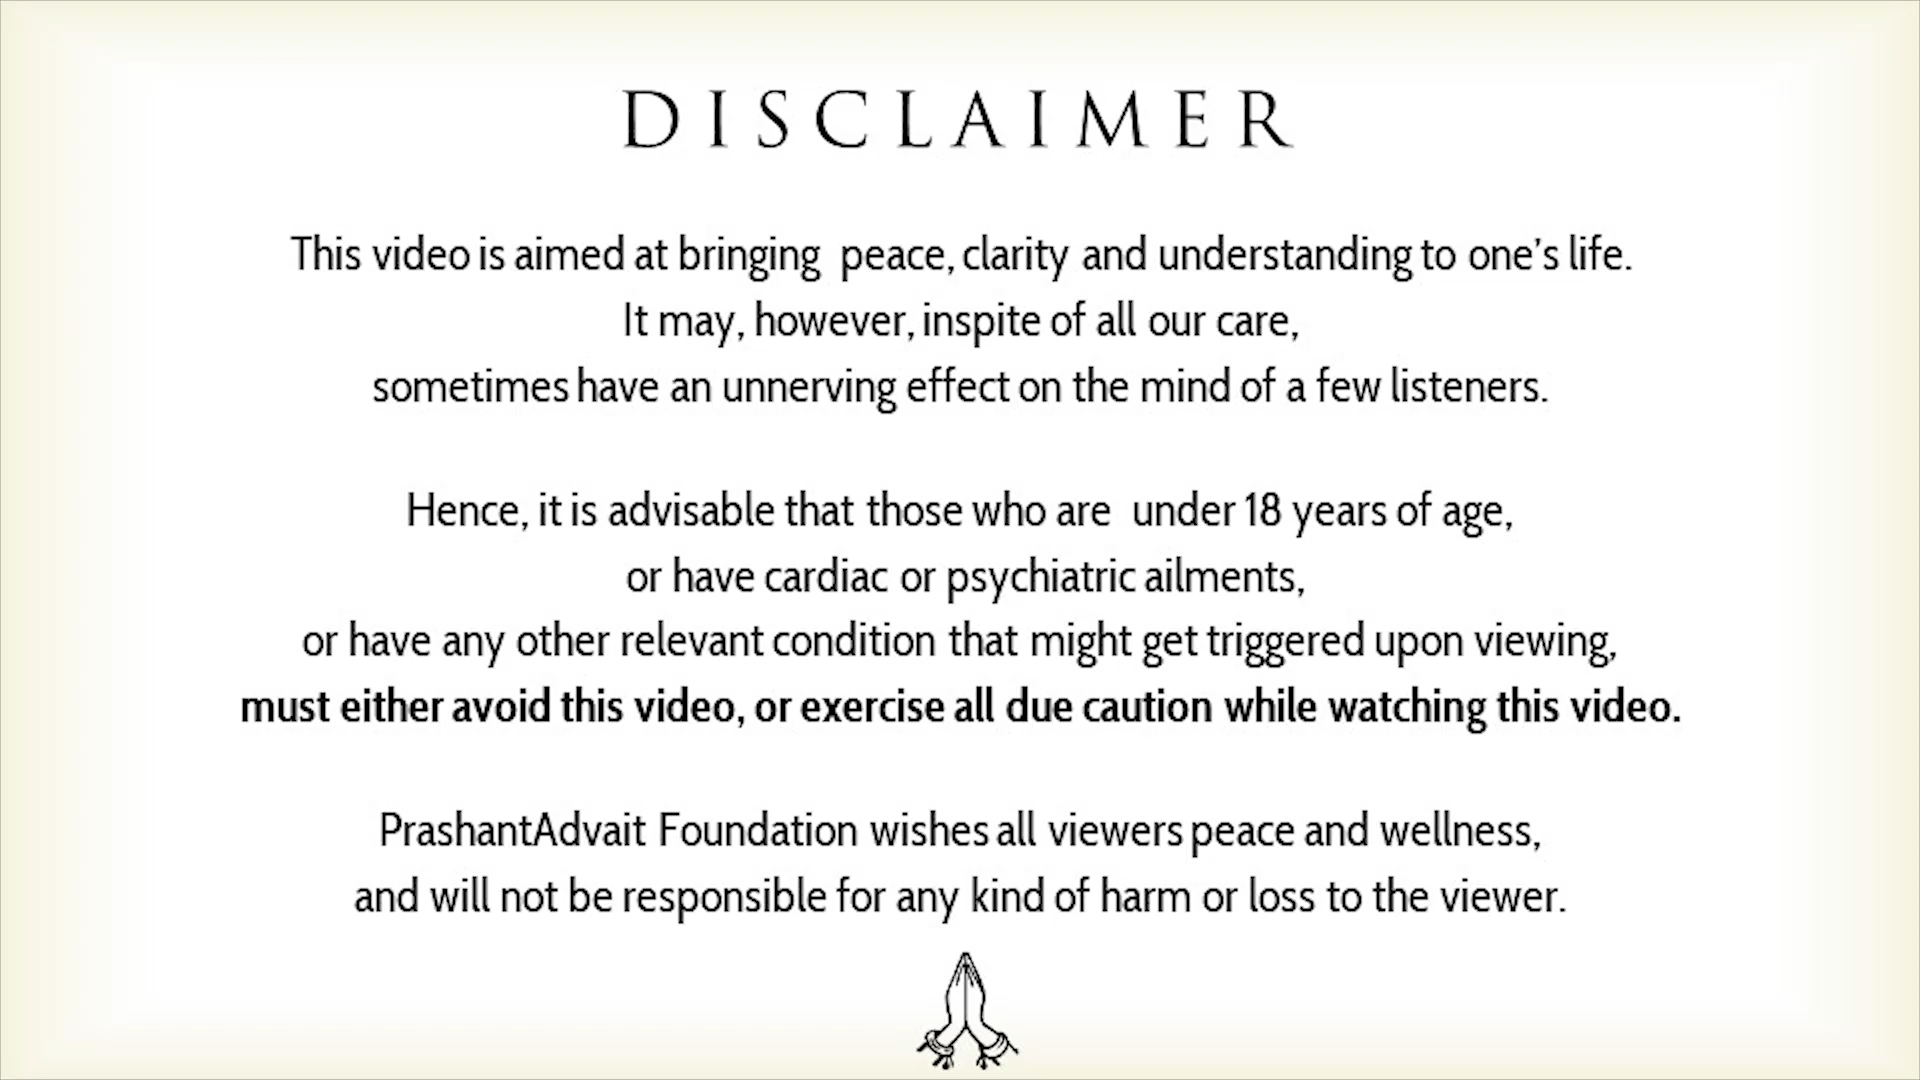 DISCLAIMER
This video is aimed at bringing peace, clarity and understanding to one's life.
It may, however, inspite of all our care,
sometimes have an unnerving effect on the mind of a few listeners.
Hence, it is advisable that those who are under 18 years of age,
or have cardiac or psychiatric ailments,
or have any other relevant condition that might get triggered upon viewing,
must either avoid this video, or exercise all due caution while watching this video.
PrashantAdvait Foundation wishes all viewers peace and wellness,
and will not be responsible for any kind of harm or loss to the viewer.